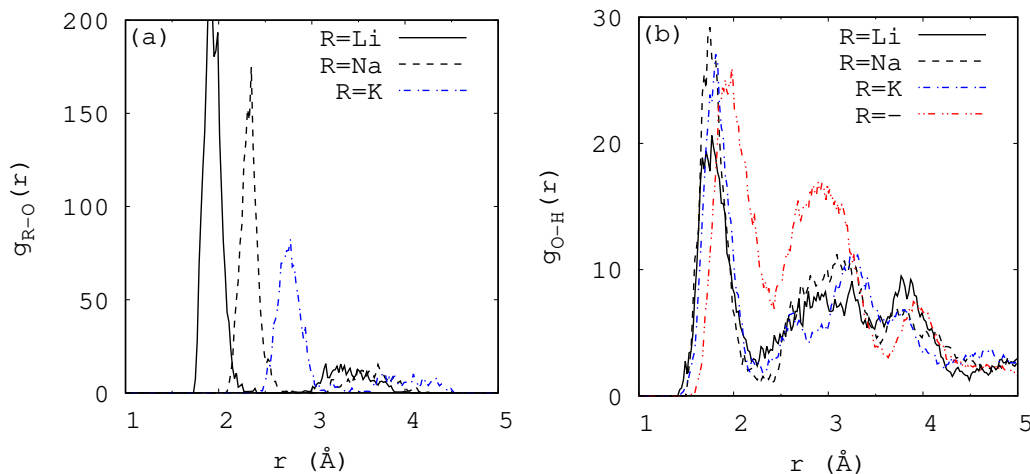 (a)
R=Li
R=Na
R=K
200
150
100
50
0
1 2 3 4 5
g_R-O(r)
r (Å)
(b)
R=Li
R=Na
R=K
R=-
30
20
10
0
1 2 3 4 5
g_O-H(r)
r (Å)